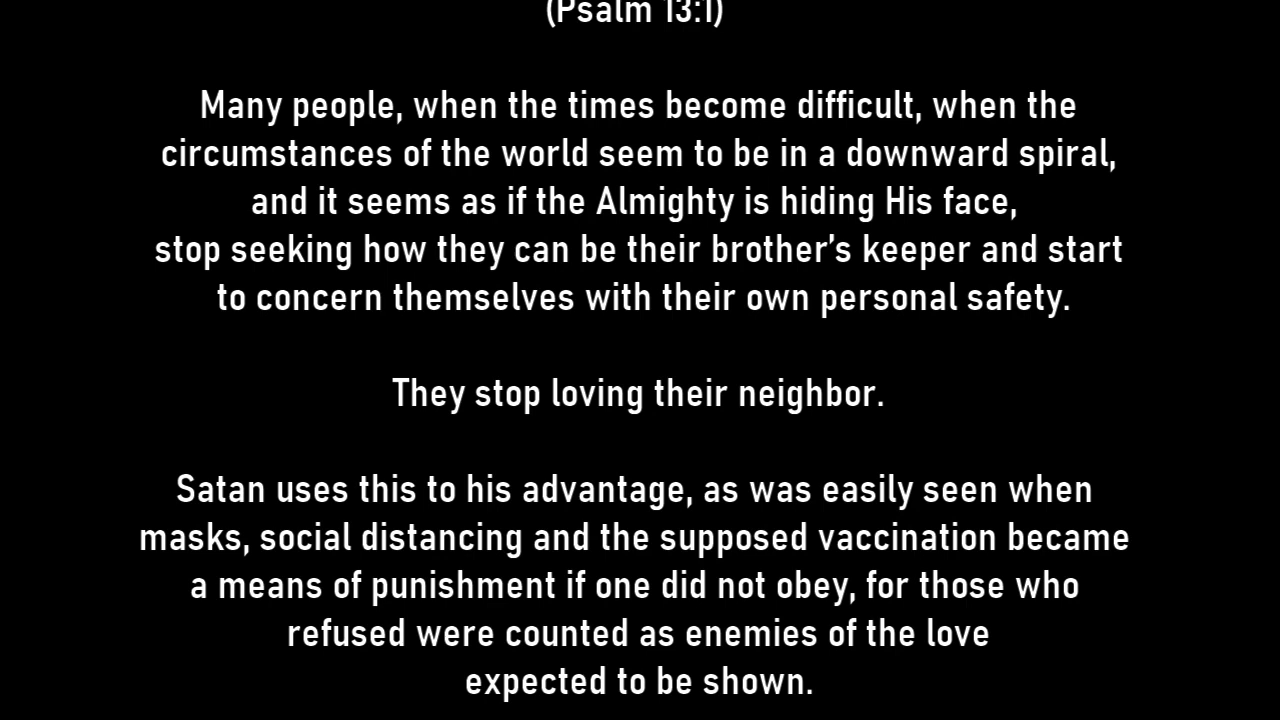 (Psalm 13:1)
Many people, when the times become difficult, when the
circumstances of the world seem to be in a downward spiral,
and it seems as if the Almighty is hiding His face,
stop seeking how they can be their brother’s keeper and start
to concern themselves with their own personal safety.
They stop loving their neighbor.
Satan uses this to his advantage, as was easily seen when
masks, social distancing and the supposed vaccination became
a means of punishment if one did not obey, for those who
refused were counted as enemies of the love
expected to be shown.